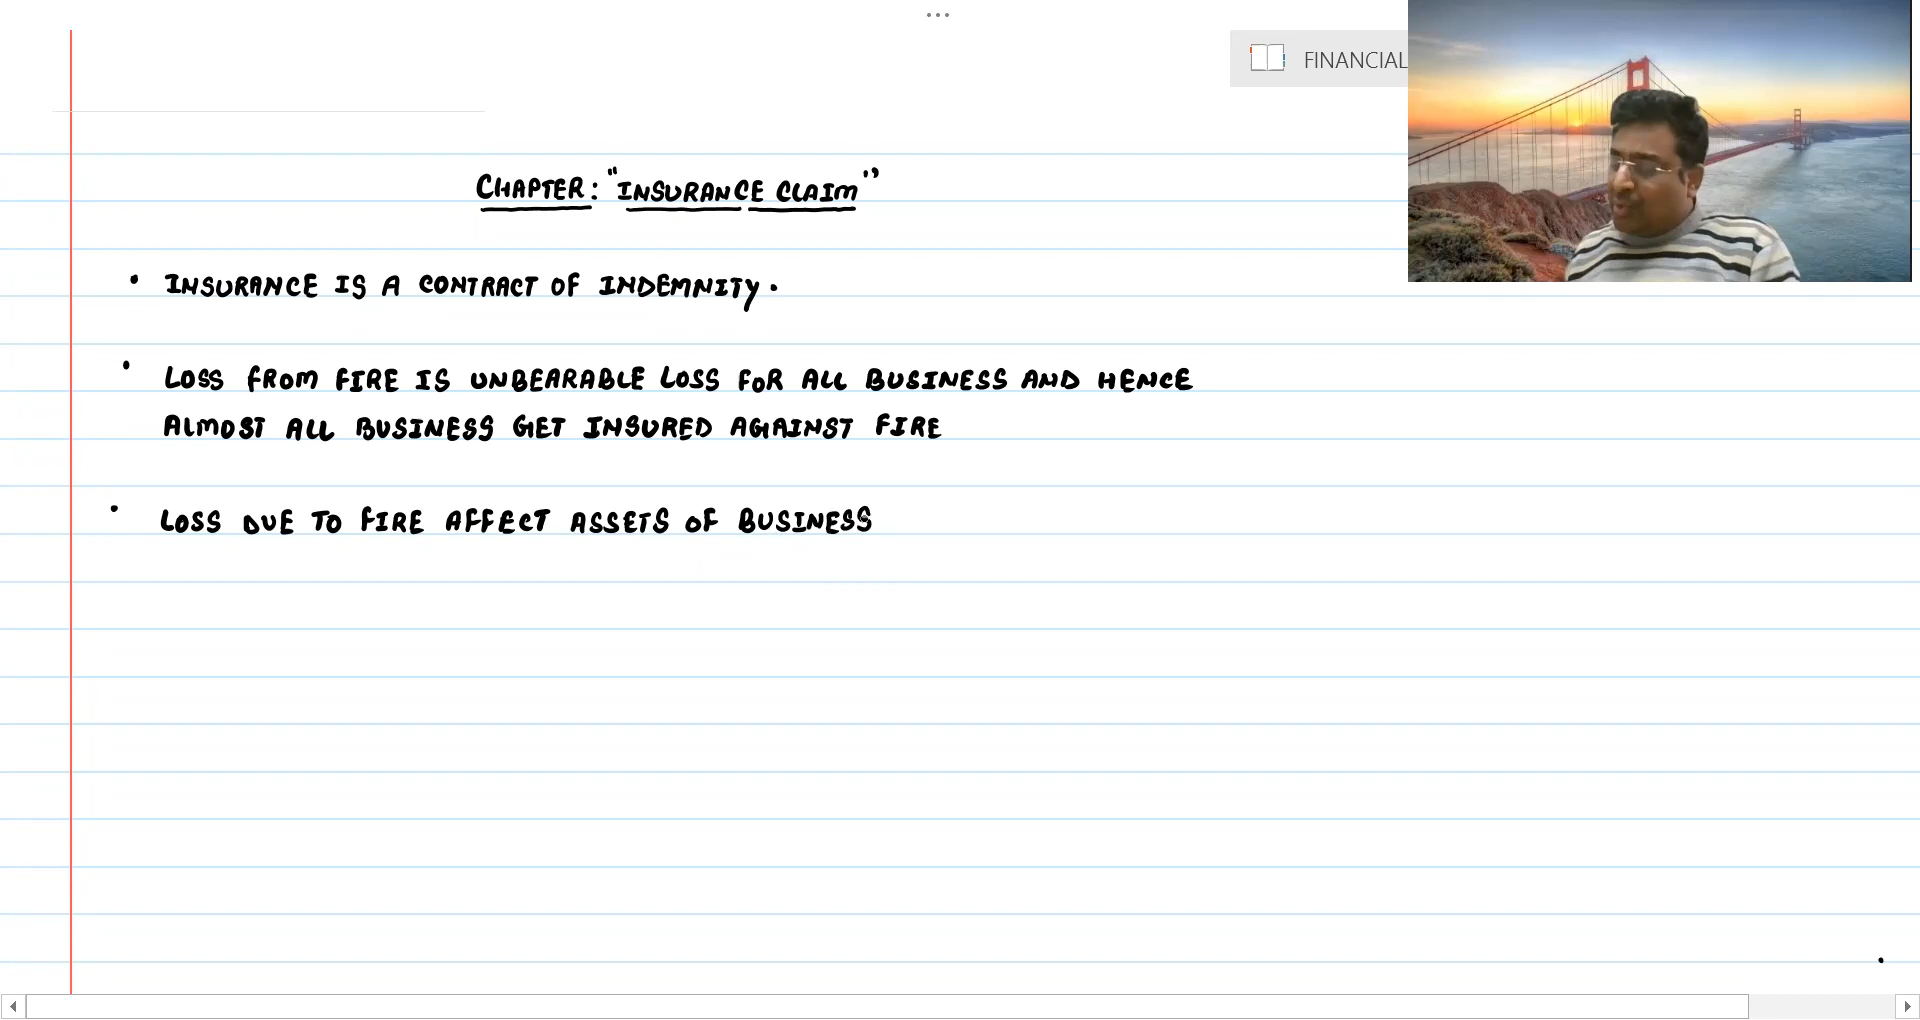 FINANCIAL
CHAPTER: "INSURANCE CLAIM"
• INSURANCE IS A CONTRACT OF INDEMNITY.
• LOSS FROM FIRE IS UNBEARABLE LOSS FOR ALL BUSINESS AND HENCE
ALMOST ALL BUSINESS GET INSURED AGAINST FIRE
• LOSS DUE TO FIRE AFFECT ASSETS OF BUSINESS